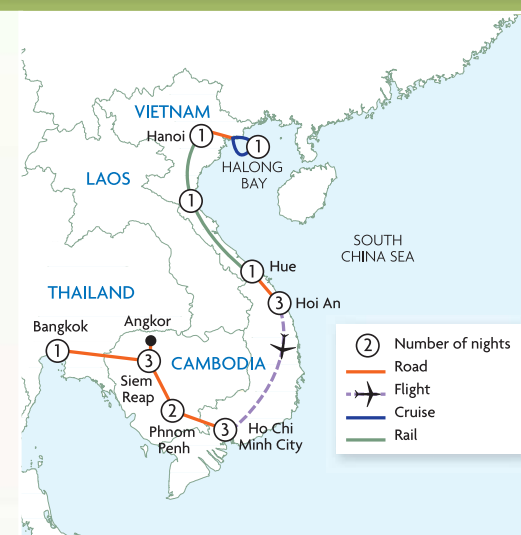 VIETNAM
Hanoi
1
1
HALONG
BAY
LAOS
1
SOUTH
CHINA SEA
1
Hue
THAILAND
3
Hoi An
Bangkok
Angkor
1
3
CAMBODIA
Siem
Reap
2
Phnom
Penh
3
Ho Chi
Minh City
2
Number of nights
Road
Flight
Cruise
Rail